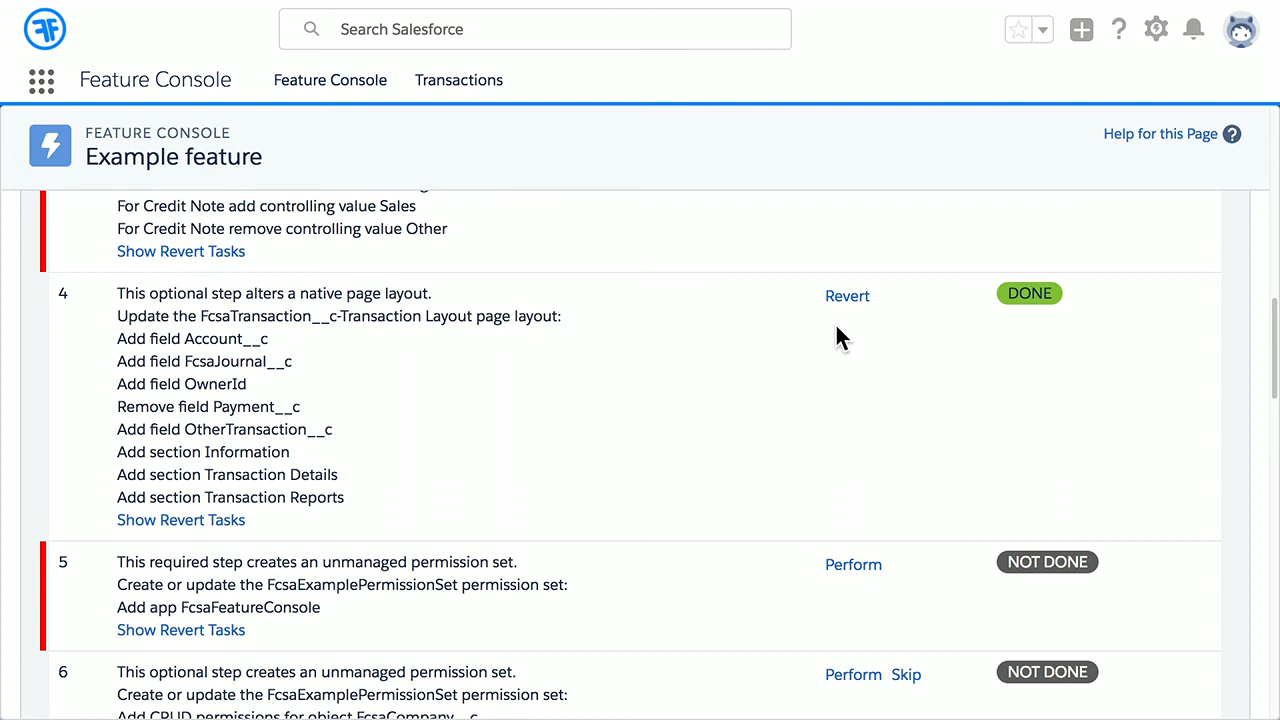 Search Salesforce
Feature Console
Feature Console
Transactions
FEATURE CONSOLE
Example feature
Help for this Page
For Credit Note add controlling value Sales
For Credit Note remove controlling value Other
Show Revert Tasks
4
This optional step alters a native page layout.
Revert
DONE
Update the FcsaTransaction__c-Transaction Layout page layout:
Add field Account__c
Add field FcsaJournal__c
Add field OwnerId
Remove field Payment__c
Add field OtherTransaction__c
Add section Information
Add section Transaction Details
Add section Transaction Reports
Show Revert Tasks
5
This required step creates an unmanaged permission set.
Perform
NOT DONE
Create or update the FcsaExamplePermissionSet permission set:
Add app FcsaFeatureConsole
Show Revert Tasks
6
This optional step creates an unmanaged permission set.
Perform Skip
NOT DONE
Create or update the FcsaExamplePermissionSet permission set:
Add CRUD permissions for object FcsaCompany__c